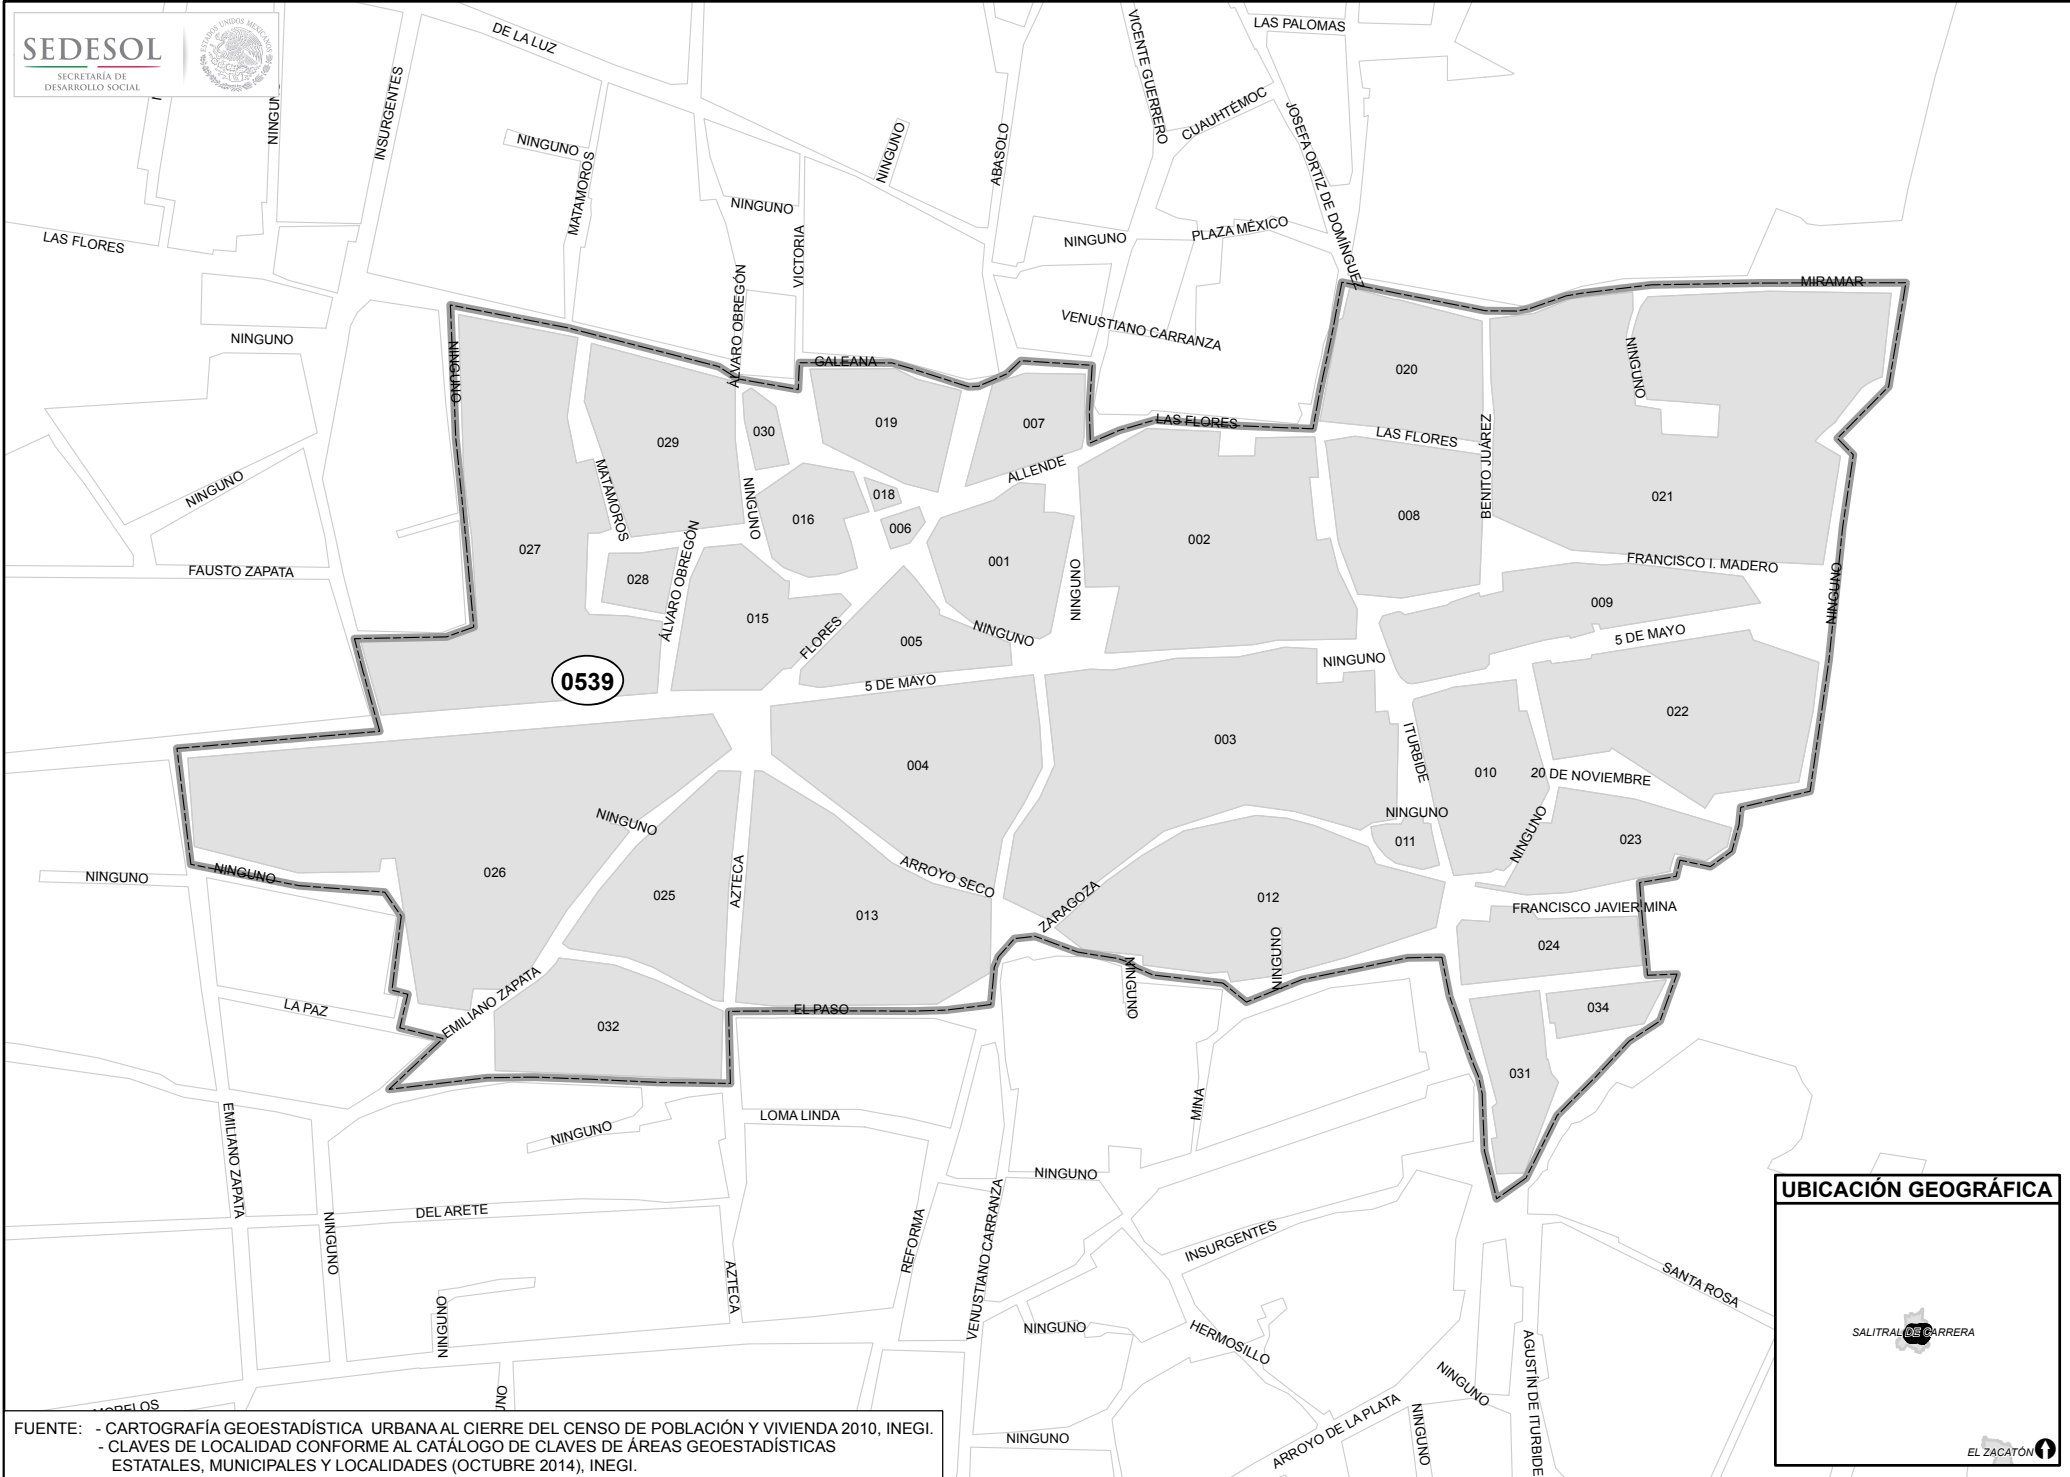 SEDESOL
SECRETARÍA DE
DESARROLLO SOCIAL
ESTADOS UNIDOS MEXICANOS
DE LA LUZ
LAS PALOMAS
VICENTE GUERRERO
INSURGENTES
NINGUNO
CUAUHTÉMOC
JOSEFA ORTIZ DE DOMÍNGUEZ
NINGUNO
MATAMOROS
NINGUNO
ABASOLO
NINGUNO
LAS FLORES
VICTORIA
NINGUNO
PLAZA MÉXICO
ÁLVARO OBREGÓN
MIRAMAR
VENUSTIANO CARRANZA
NINGUNO
NINGUNO
GALEANA
NINGUNO
020
029
030
019
007
LAS FLORES
LAS FLORES
BENITO JUÁREZ
ALLENDE
NINGUNO
MATAMOROS
NINGUNO
018
016
006
021
008
027
001
002
FRANCISCO I. MADERO
FAUSTO ZAPATA
028
ÁLVARO OBREGÓN
NINGUNO
NINGUNO
009
015
FLORES
005
NINGUNO
5 DE MAYO
NINGUNO
0539
5 DE MAYO
022
003
ITURBIDE
004
010
20 DE NOVIEMBRE
NINGUNO
NINGUNO
NINGUNO
011
023
026
NINGUNO
NINGUNO
025
AZTECA
ARROYO SECO
ZARAGOZA
012
013
FRANCISCO JAVIER MINA
024
NINGUNO
NINGUNO
LA PAZ
EMILIANO ZAPATA
032
EL PASO
034
031
LOMA LINDA
MINA
NINGUNO
EMILIANO ZAPATA
NINGUNO
NINGUNO
DEL ARETE
REFORMA
VENUSTIANO CARRANZA
INSURGENTES
AZTECA
SANTA ROSA
NINGUNO
NINGUNO
HERMOSILLO
AGUSTÍN DE ITURBIDE
NINGUNO
ARROYO DE LA PLATA
NINGUNO
NINGUNO
UBICACIÓN GEOGRÁFICA
SALITRAL DE CARRERA
EL ZACATÓN
FUENTE: - CARTOGRAFÍA GEOESTADÍSTICA URBANA AL CIERRE DEL CENSO DE POBLACIÓN Y VIVIENDA 2010, INEGI.
- CLAVES DE LOCALIDAD CONFORME AL CATÁLOGO DE CLAVES DE ÁREAS GEOESTADÍSTICAS
ESTATALES, MUNICIPALES Y LOCALIDADES (OCTUBRE 2014), INEGI.